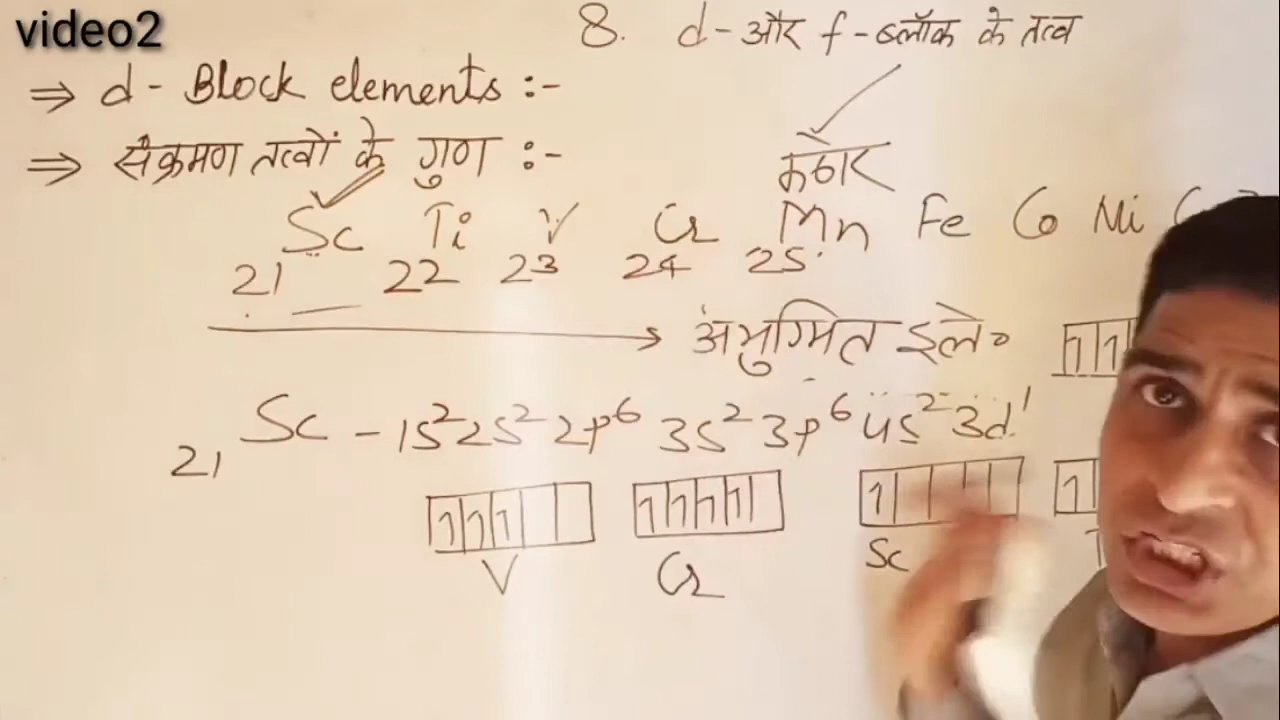 video2
8. d-और f-ब्लॉक के तत्व
⇒ d - Block elements :-
⇒ संक्रमण तत्वों के गुण :-
कठोर
Sc Ti V Cr Mn Fe Co Ni
21 22 23 24 25
→ अयुग्मित इले०
21 Sc - 1s² 2s² 2p⁶ 3s² 3p⁶ 4s² 3d¹
V Cr Sc